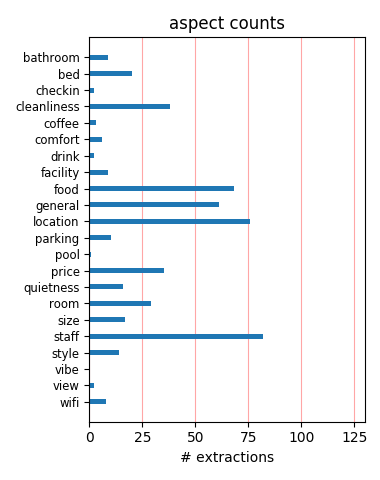 aspect counts
bathroom
bed
checkin
cleanliness
coffee
comfort
drink
facility
food
general
location
parking
pool
price
quietness
room
size
staff
style
vibe
view
wifi
0 25 50 75 100 125
# extractions